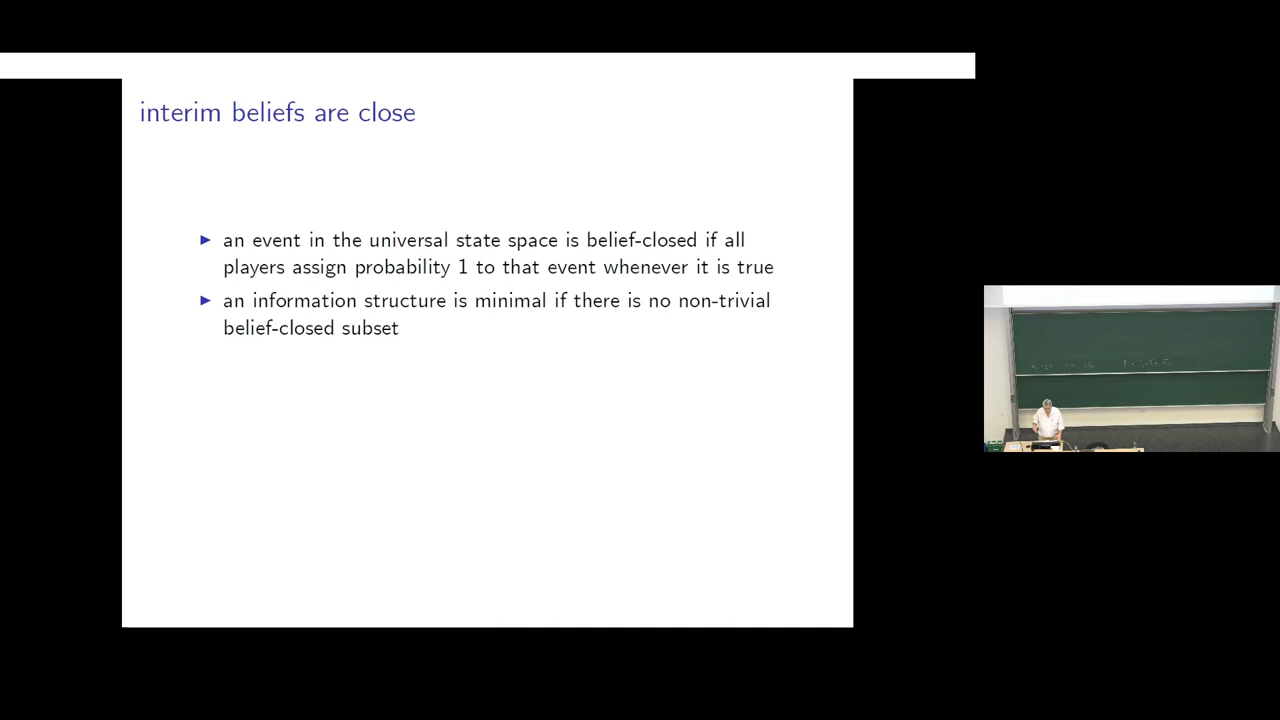 interim beliefs are close
▶ an event in the universal state space is belief-closed if all
players assign probability 1 to that event whenever it is true
▶ an information structure is minimal if there is no non-trivial
belief-closed subset